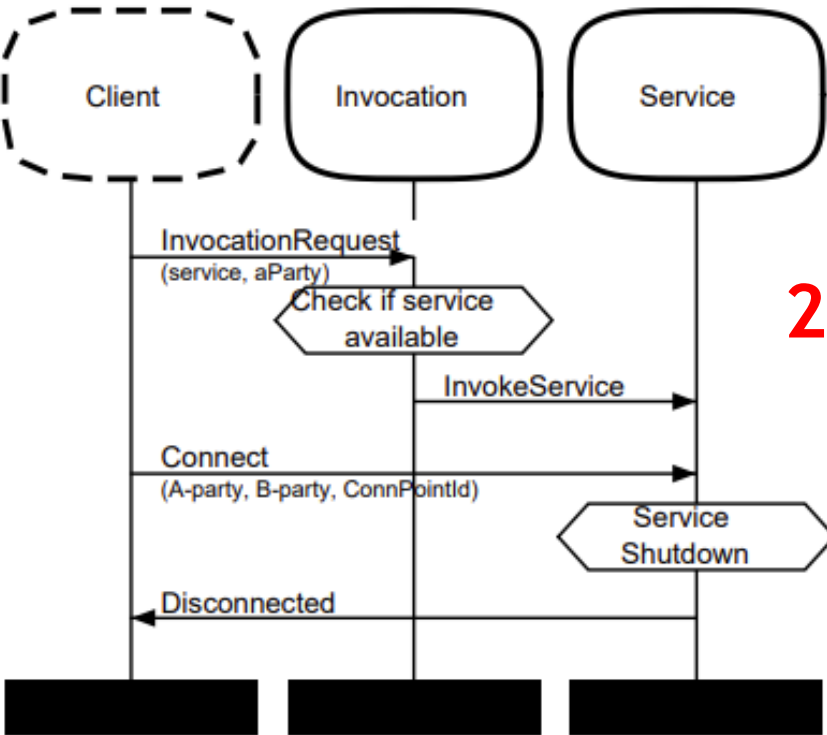 Client
Invocation
Service
InvocationRequest
(service, aParty)
Check if service
available
2
InvokeService
Connect
(A-party, B-party, ConnPointId)
Service
Shutdown
Disconnected